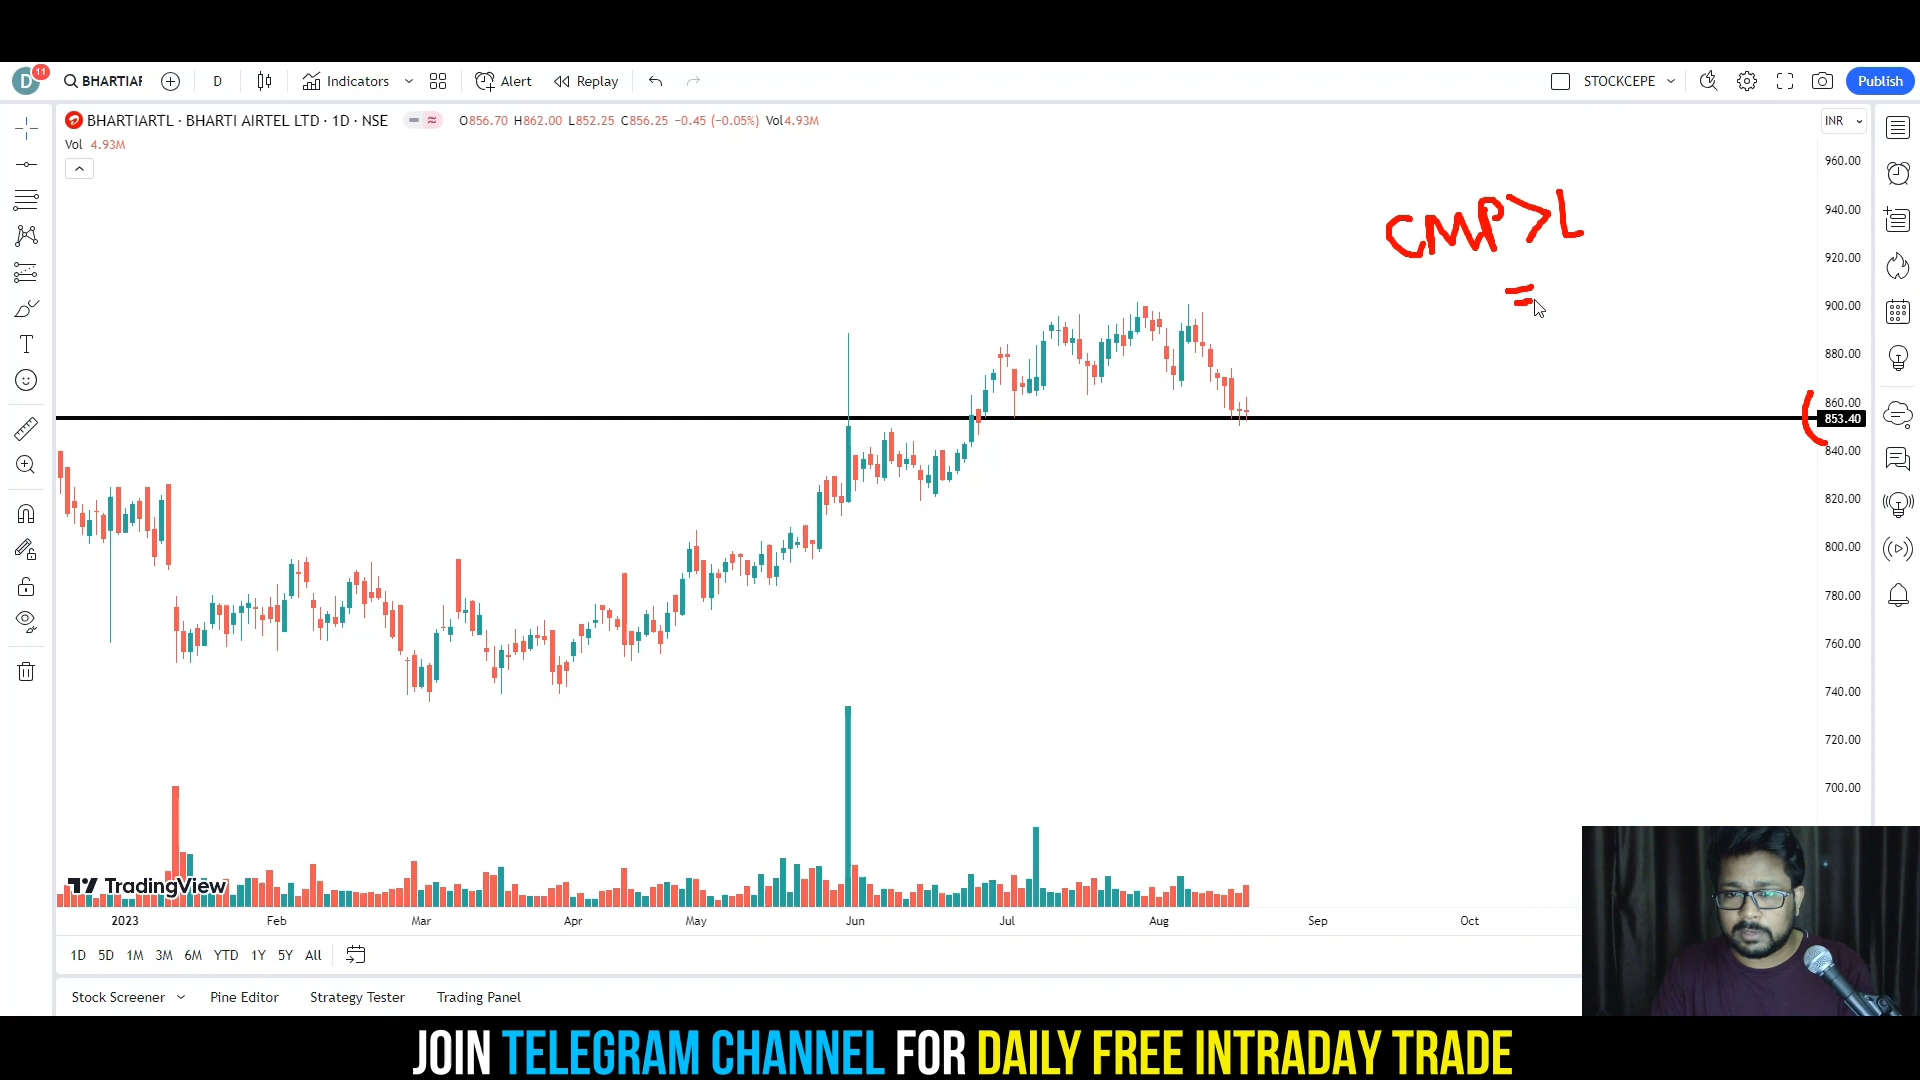 D 11 BHARTIAR D Indicators Alert Replay STOCKCEPE Publish
BHARTIARTL · BHARTI AIRTEL LTD · 1D · NSE O856.70 H862.00 L852.25 C856.25 −0.45 (−0.05%) Vol4.93M INR
Vol 4.93M
960.00
940.00
CMP>L
920.00
=
900.00
880.00
860.00
853.40
840.00
820.00
800.00
780.00
760.00
740.00
720.00
700.00
TradingView
2023 Feb Mar Apr May Jun Jul Aug Sep Oct
1D 5D 1M 3M 6M YTD 1Y 5Y All
Stock Screener Pine Editor Strategy Tester Trading Panel
JOIN TELEGRAM CHANNEL FOR DAILY FREE INTRADAY TRADE